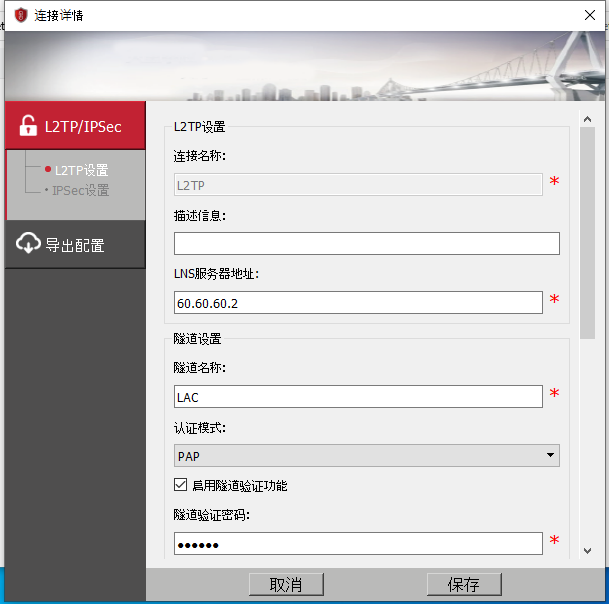 连接详情
L2TP/IPSec
L2TP设置
IPSec设置
导出配置
L2TP设置
连接名称:
L2TP
*
描述信息:
LNS服务器地址:
60.60.60.2
*
隧道设置
隧道名称:
LAC
*
认证模式:
PAP
启用隧道验证功能
隧道验证密码:
●●●●●●
*
取消
保存